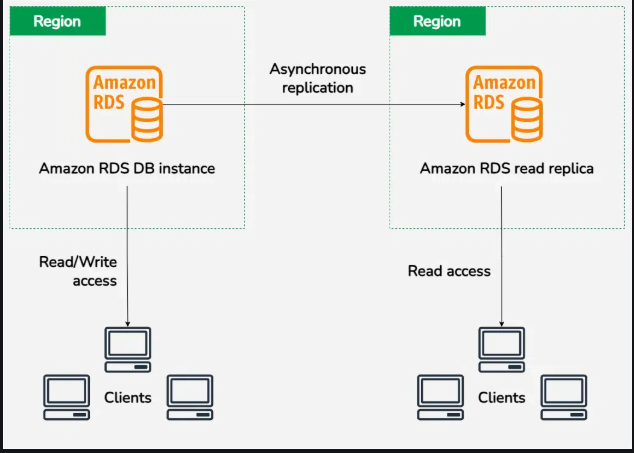 Region
Region
Amazon
RDS
Asynchronous
replication
Amazon
RDS
Amazon RDS DB instance
Amazon RDS read replica
Read/Write
access
Read access
Clients
Clients